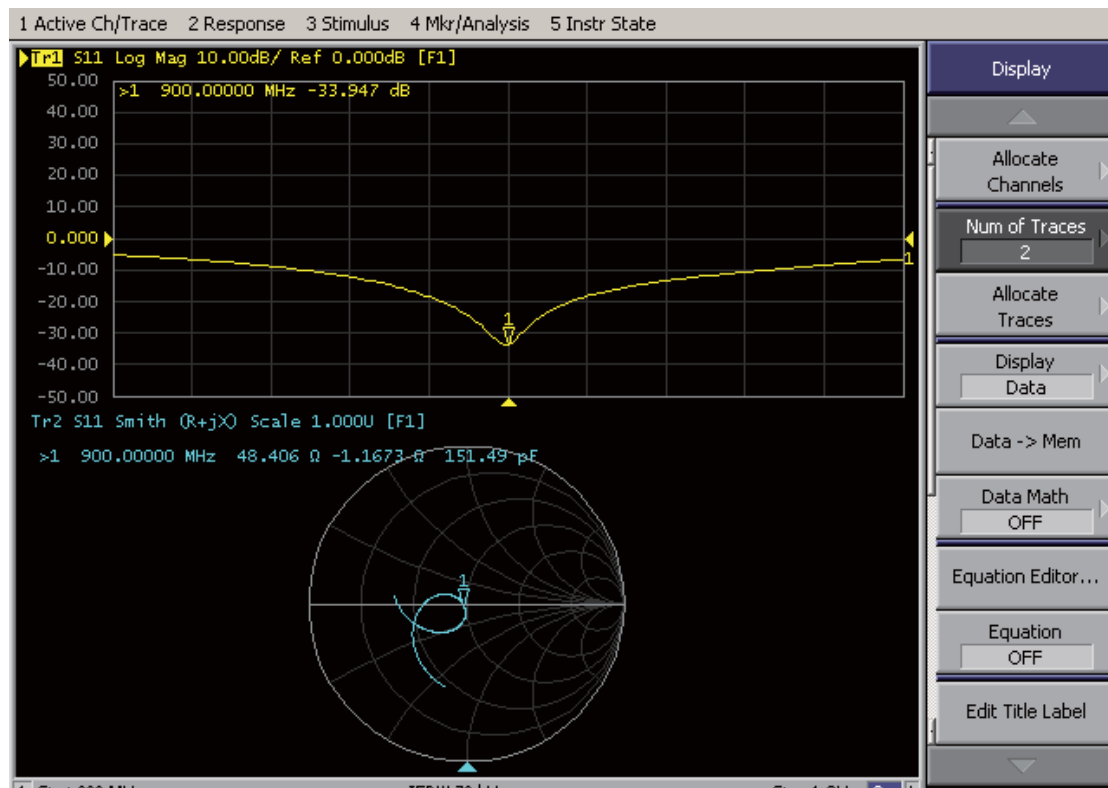 1 Active Ch/Trace 2 Response 3 Stimulus 4 Mkr/Analysis 5 Instr State
Tr1 S11 Log Mag 10.00dB/ Ref 0.000dB [F1]
50.00
>1 900.00000 MHz -33.947 dB
40.00
30.00
20.00
10.00
0.000
-10.00
-20.00
-30.00
-40.00
-50.00
1
1
Tr2 S11 Smith (R+jX) Scale 1.000U [F1]
>1 900.00000 MHz 48.406 Ω -1.1673 Ω 151.49 pF
1
Display
Allocate
Channels
Num of Traces
2
Allocate
Traces
Display
Data
Data -> Mem
Data Math
OFF
Equation Editor...
Equation
OFF
Edit Title Label